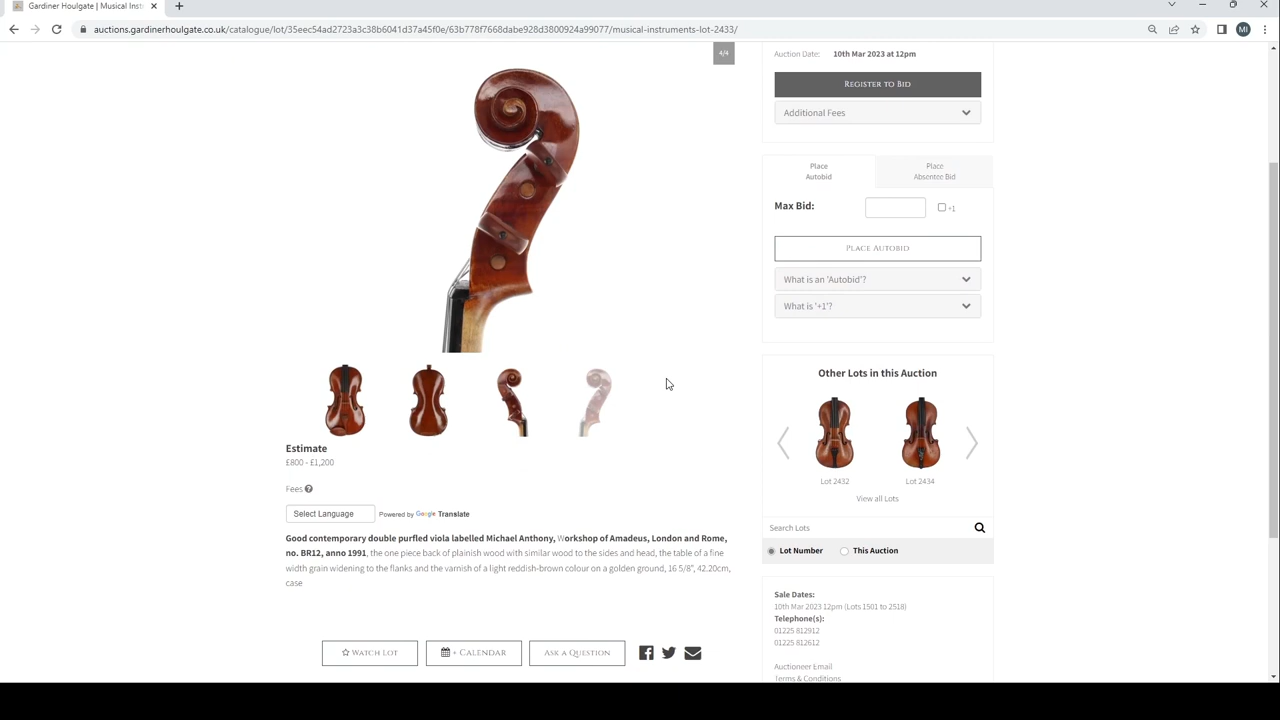 Gardiner Houlgate | Musical Inst
auctions.gardinerhoulgate.co.uk/catalogue/lot/35eec54ad2723a3c38b6041d37a45f0e/63b778f7668dabe928d3800924a99077/musical-instruments-lot-2433/
MI
4/4
Auction Date: 10th Mar 2023 at 12pm
Register to Bid
Additional Fees
Place Autobid
Place Absentee Bid
Max Bid:
+1
Place Autobid
What is an 'Autobid'?
What is '+1'?
Other Lots in this Auction
Lot 2432
Lot 2434
View all Lots
Search Lots
Lot Number
This Auction
Sale Dates:
10th Mar 2023 12pm (Lots 1501 to 2518)
Telephone(s):
01225 812912
01225 812612
Auctioneer Email
Terms & Conditions
Estimate
£800 - £1,200
Fees
Select Language
Powered by Google Translate
Good contemporary double purfled viola labelled Michael Anthony, Workshop of Amadeus, London and Rome,
no. BR12, anno 1991, the one piece back of plainish wood with similar wood to the sides and head, the table of a fine
width grain widening to the flanks and the varnish of a light reddish-brown colour on a golden ground, 16 5/8", 42.20cm,
case
Watch lot
+ Calendar
Ask a Question